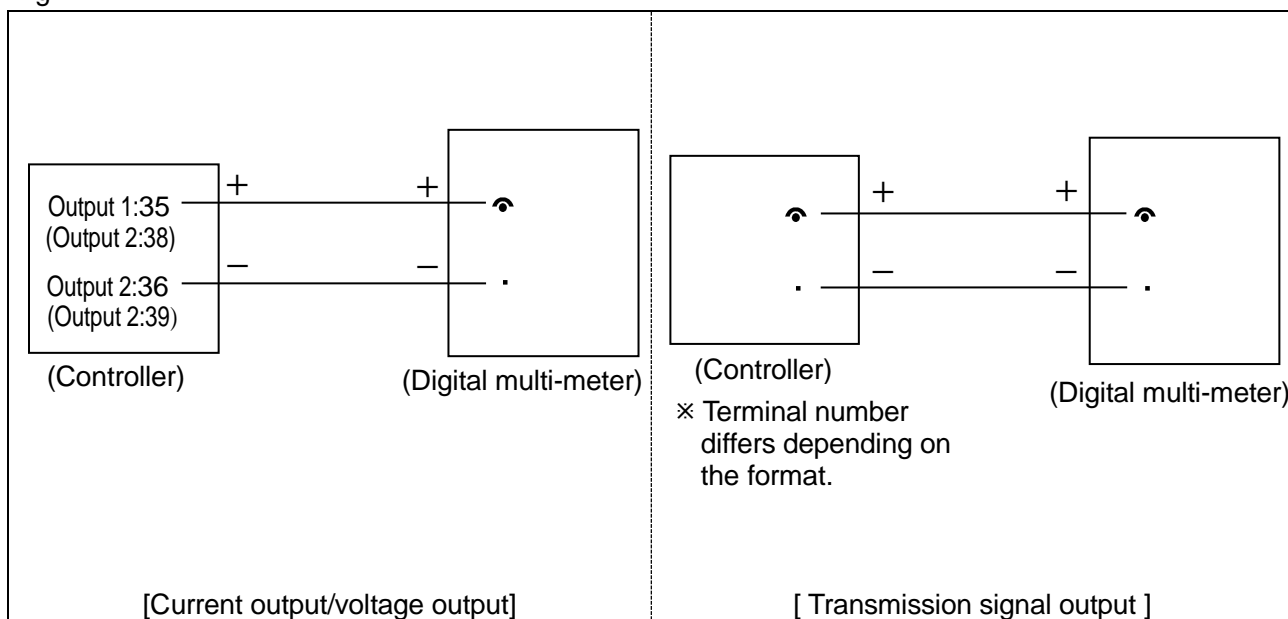 +
+
Output 1:35
(Output 2:38)
−
−
Output 2:36
(Output 2:39)
(Controller)
(Digital multi-meter)
[Current output/voltage output]
+
+
−
−
(Controller)
(Digital multi-meter)
※ Terminal number
differs depending on
the format.
[ Transmission signal output ]